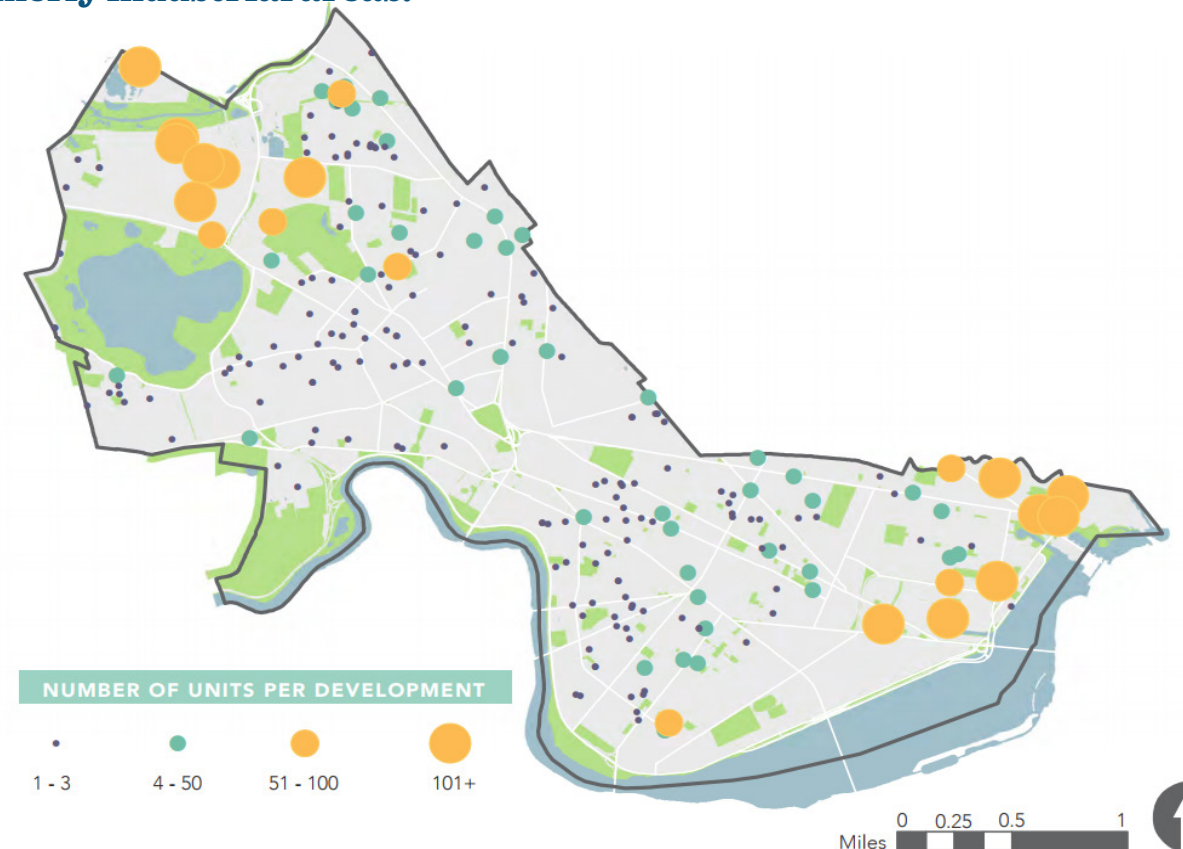 NUMBER OF UNITS PER DEVELOPMENT
1 - 3
4 - 50
51 - 100
101+
0 0.25 0.5 1
Miles